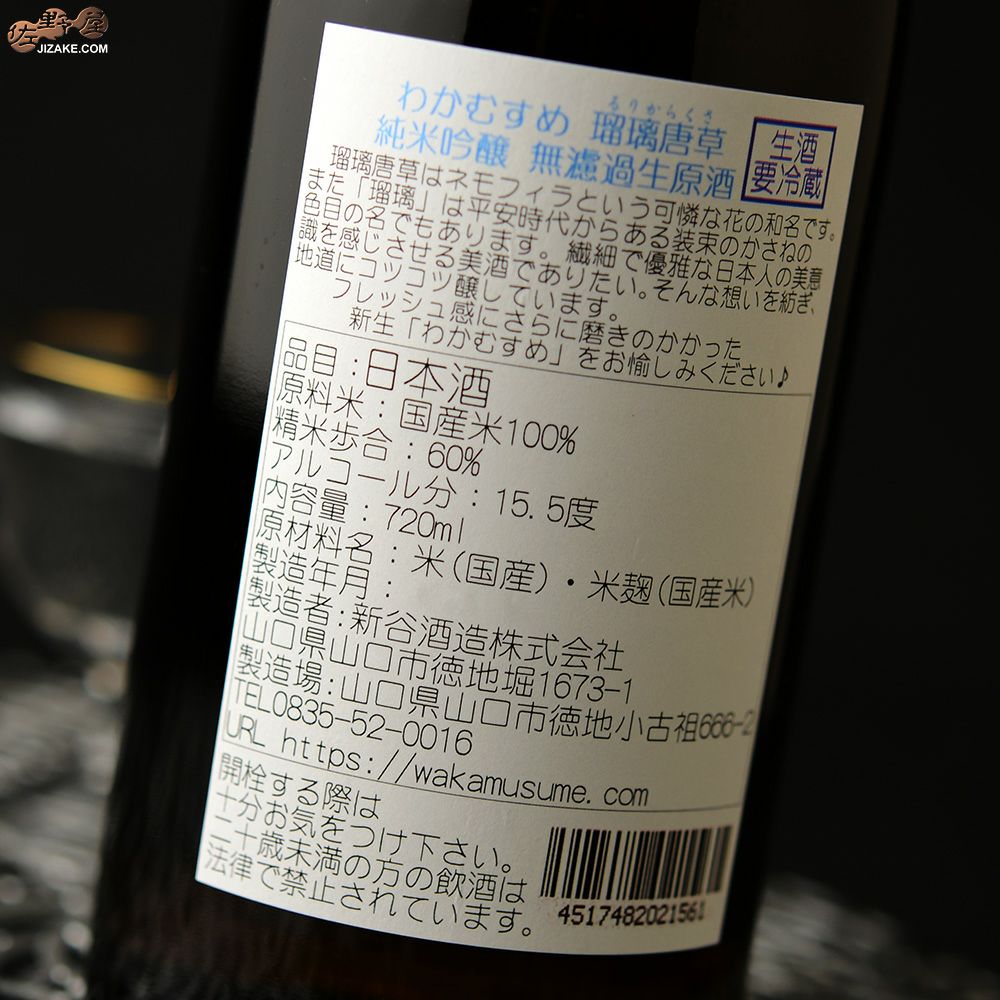 佐野屋
JIZAKE.COM
るりからくさ
わかむすめ 瑠璃唐草
純米吟醸 無濾過生原酒
生酒
要冷蔵
瑠璃唐草はネモフィラという可憐な花の和名です。
また「瑠璃」は平安時代からある装束のかさねの
色目の名でもあります。繊細で優雅な日本人の美意
識を感じさせる美酒でありたい。そんな想いを紡ぎ、
地道にコツコツ醸しています。
フレッシュ感にさらに磨きのかかった
新生「わかむすめ」をお愉しみください♪
品目：日本酒
原料米：国産米100%
精米歩合：60%
アルコール分：15.5度
内容量：720ml
原材料名：米(国産)・米麹(国産米)
製造年月：
製造者:新谷酒造株式会社
山口県山口市徳地堀1673-1
製造場:山口県山口市徳地小古祖666-2
TEL0835-52-0016
URL https://wakamusume.com
開栓する際は
十分お気をつけ下さい。
二十歳未満の方の飲酒は
法律で禁止されています。
4517482021561